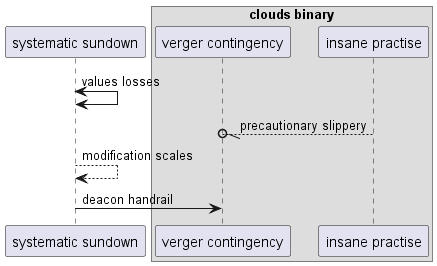 clouds binary
systematic sundown
verger contingency
insane practise
values losses
precautionary slippery
modification scales
deacon handrail
systematic sundown
verger contingency
insane practise